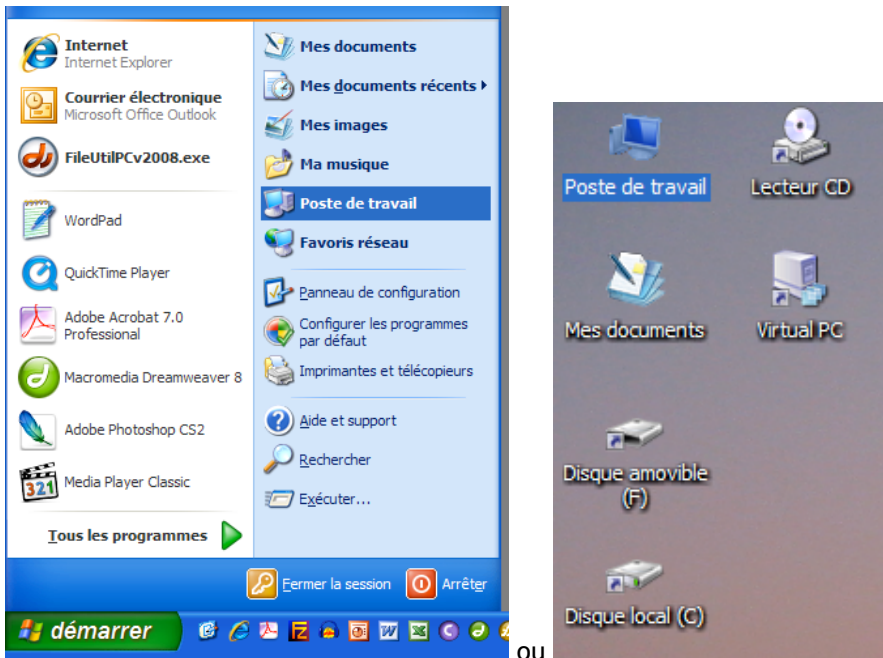 Internet
Internet Explorer
Courrier électronique
Microsoft Office Outlook
FileUtilPCv2008.exe
WordPad
QuickTime Player
Adobe Acrobat 7.0
Professional
Macromedia Dreamweaver 8
Adobe Photoshop CS2
321
Media Player Classic
Tous les programmes
Mes documents
Mes documents récents
Mes images
Ma musique
Poste de travail
Favoris réseau
Panneau de configuration
Configurer les programmes
par défaut
Imprimantes et télécopieurs
Aide et support
Rechercher
Exécuter...
Fermer la session
Arrêter
démarrer
ou
Poste de travail
Lecteur CD
Mes documents
Virtual PC
Disque amovible
(F)
Disque local (C)